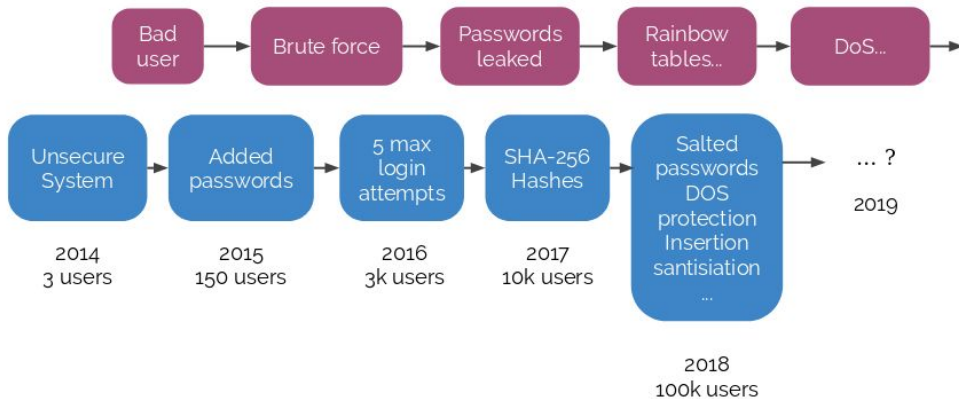 Bad
user
Brute force
Passwords
leaked
Rainbow
tables...
DoS...
Unsecure
System
Added
passwords
5 max
login
attempts
SHA-256
Hashes
Salted
passwords
DOS
protection
Insertion
santisiation
...
... ?
2019
2014
3 users
2015
150 users
2016
3k users
2017
10k users
2018
100k users